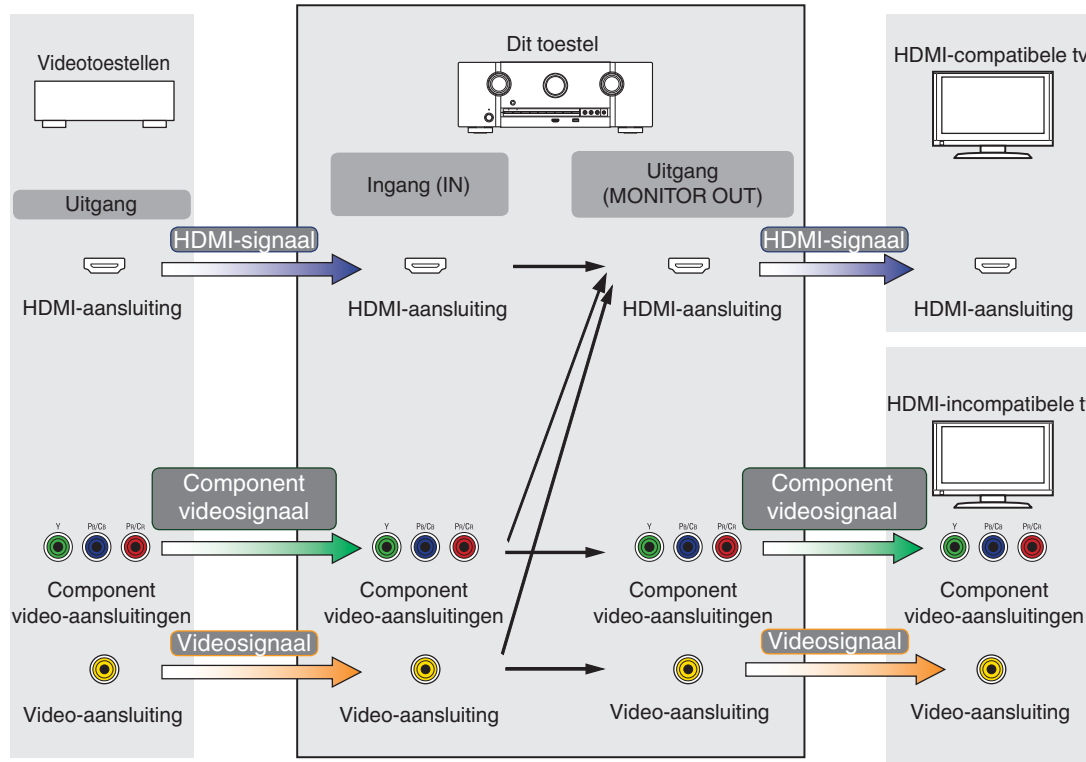 Videotoestellen
Dit toestel
HDMI-compatibele tv
Uitgang
Ingang (IN)
Uitgang
(MONITOR OUT)
HDMI-signaal
HDMI-signaal
HDMI-aansluiting
HDMI-aansluiting
HDMI-aansluiting
HDMI-aansluiting
HDMI-incompatibele t
Component
videosignaal
Component
videosignaal
Y PB/CB PR/CR
Y PB/CB PR/CR
Y PB/CB PR/CR
Y PB/CB PR/CR
Component
video-aansluitingen
Component
video-aansluitingen
Component
video-aansluitingen
Component
video-aansluitingen
Videosignaal
Videosignaal
Video-aansluiting
Video-aansluiting
Video-aansluiting
Video-aansluiting